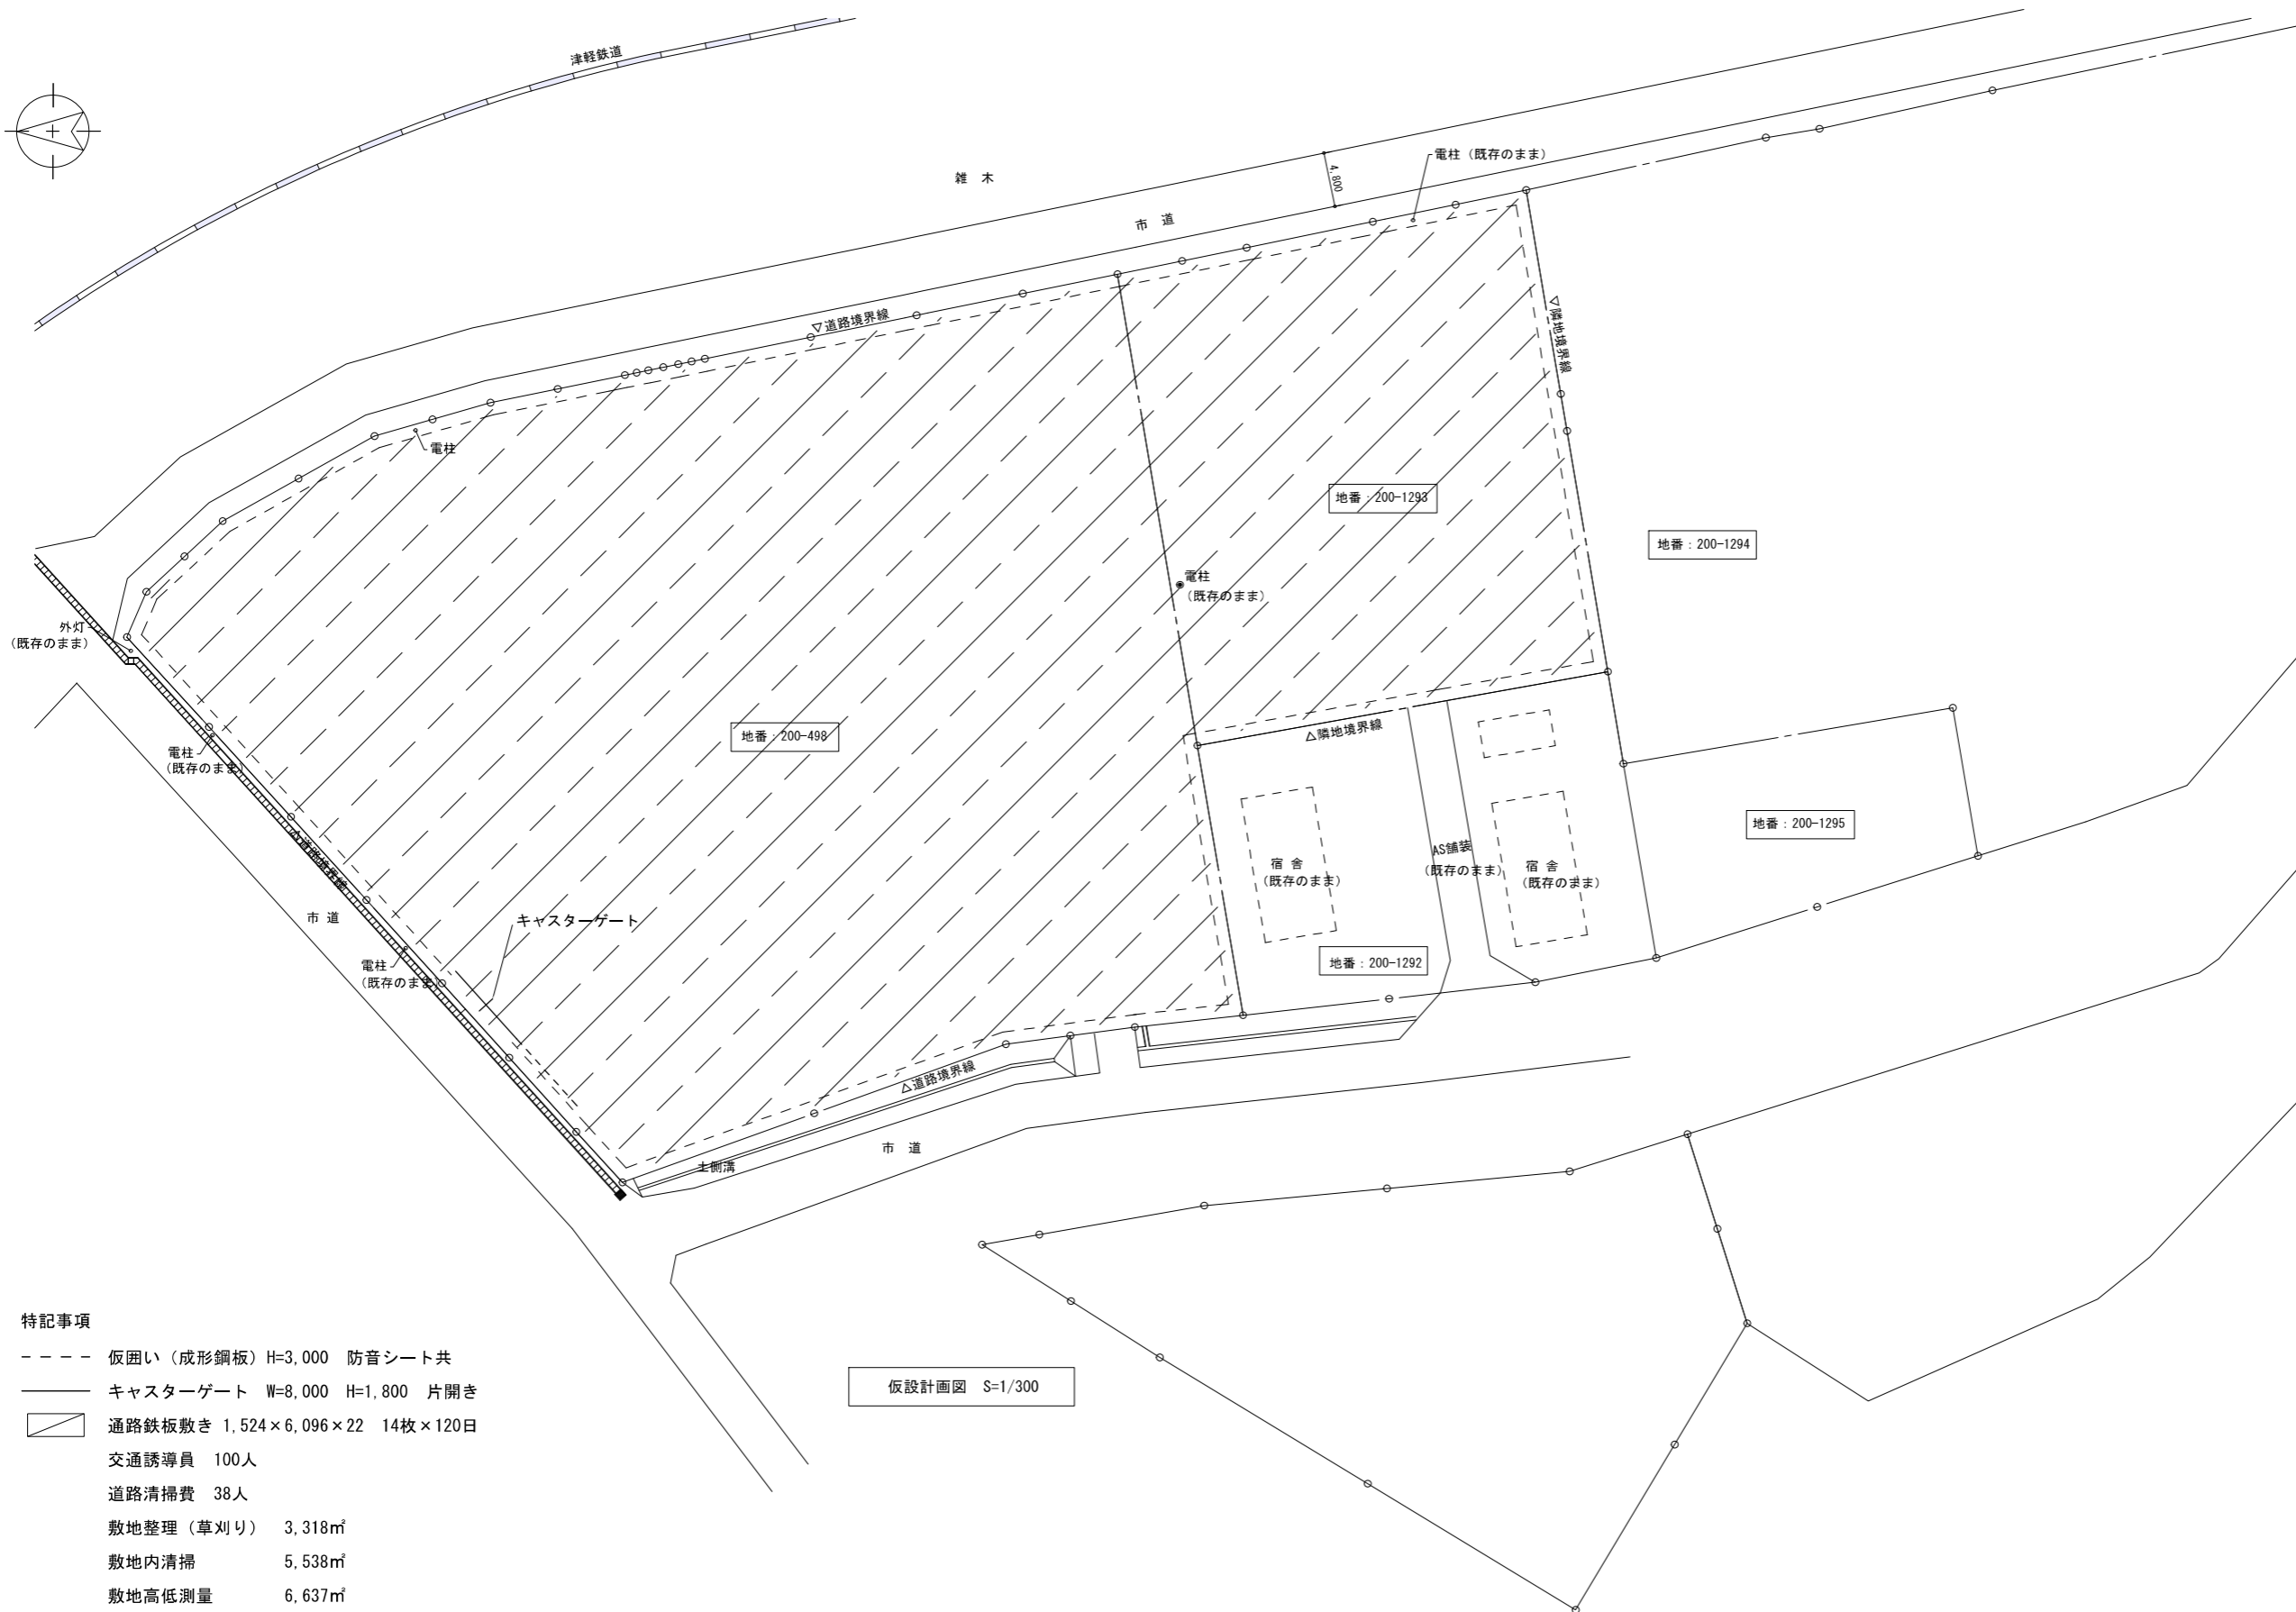 津軽鉄道
雑　木
4,800
電柱（既存のまま）
市　道
▽道路境界線
▽隣地境界線
電柱
地番：200-1293
地番：200-1294
電柱
（既存のまま）
外灯
（既存のまま）
地番：200-498
△隣地境界線
電柱
（既存のまま）
地番：200-1295
△道路境界線
AS舗装
（既存のまま）
宿 舎
（既存のまま）
宿 舎
（既存のまま）
市 道
キャスターゲート
地番：200-1292
電柱
（既存のまま）
△道路境界線
市　道
土側溝
特記事項
仮囲い（成形鋼板）H=3,000　防音シート共
キャスターゲート　W=8,000　H=1,800　片開き
通路鉄板敷き 1,524×6,096×22　14枚×120日
交通誘導員　100人
道路清掃費　38人
敷地整理（草刈り）　3,318㎡
敷地内清掃　5,538㎡
敷地高低測量　6,637㎡
仮設計画図　S=1/300